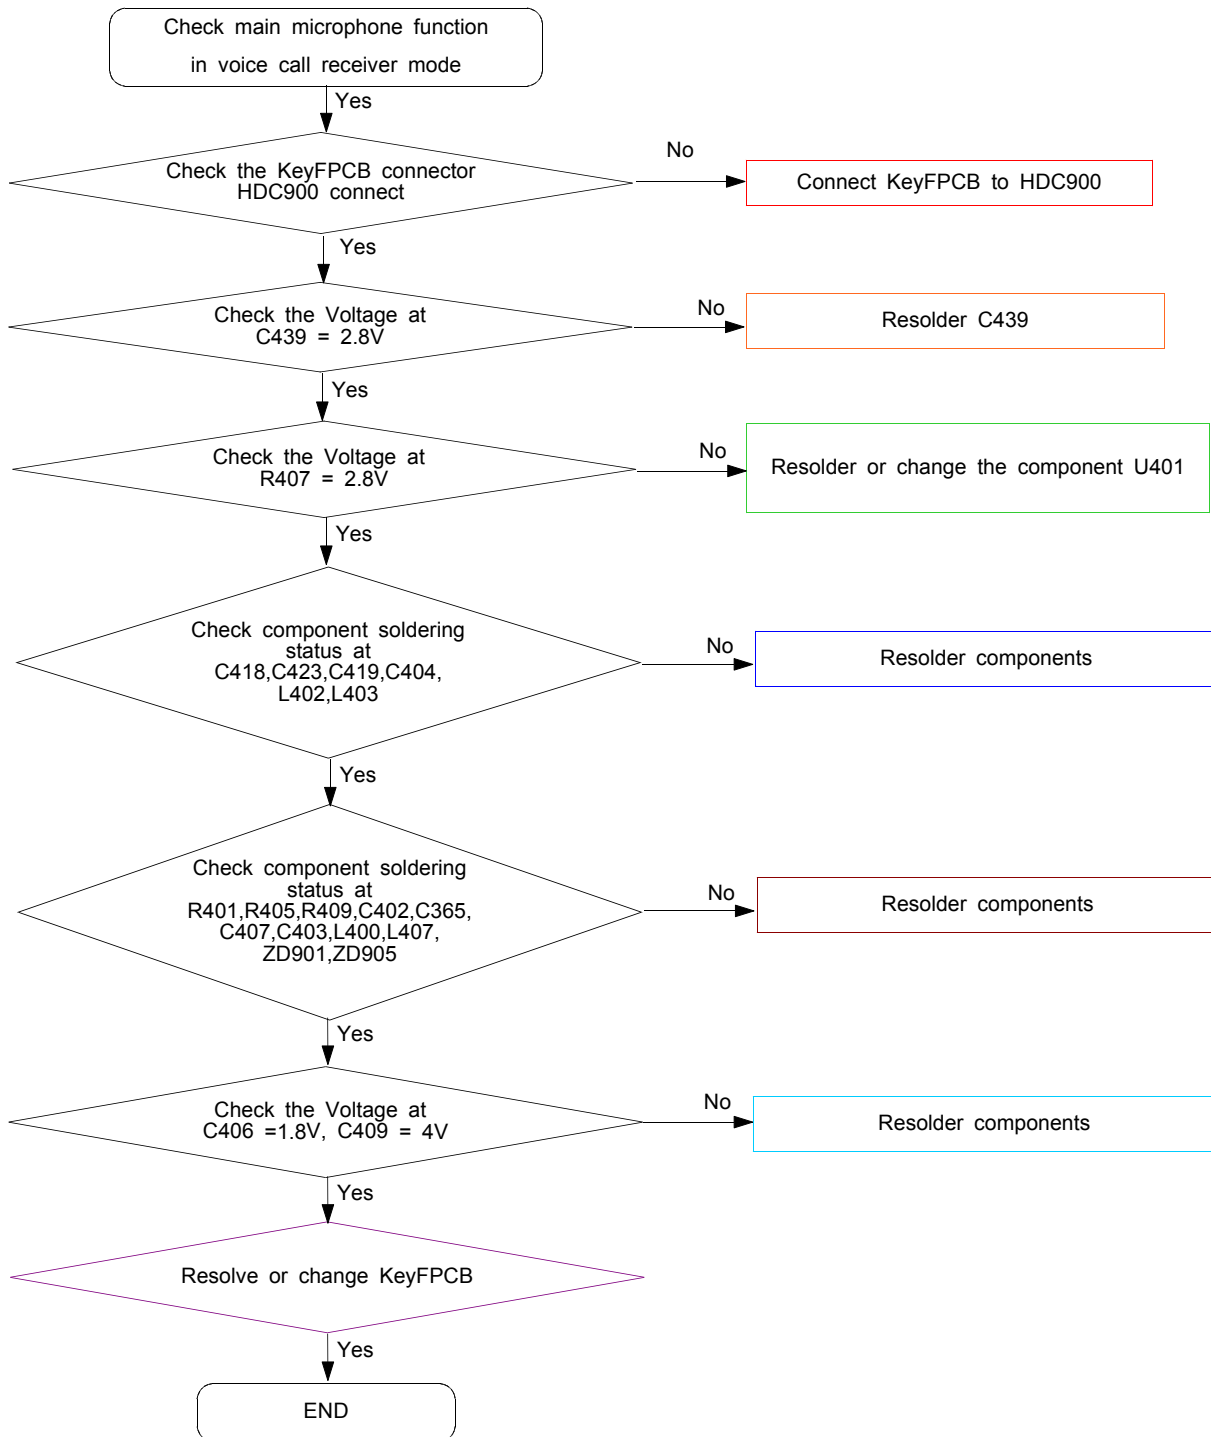 Check main microphone function
in voice call receiver mode
Yes
Check the KeyFPCB connector
HDC900 connect
No
Connect KeyFPCB to HDC900
Yes
Check the Voltage at
C439 = 2.8V
No
Resolder C439
Yes
Check the Voltage at
R407 = 2.8V
No
Resolder or change the component U401
Yes
Check component soldering
status at
C418,C423,C419,C404,
L402,L403
No
Resolder components
Yes
Check component soldering
status at
R401,R405,R409,C402,C365,
C407,C403,L400,L407,
ZD901,ZD905
No
Resolder components
Yes
Check the Voltage at
C406 =1.8V, C409 = 4V
No
Resolder components
Yes
Resolve or change KeyFPCB
Yes
END